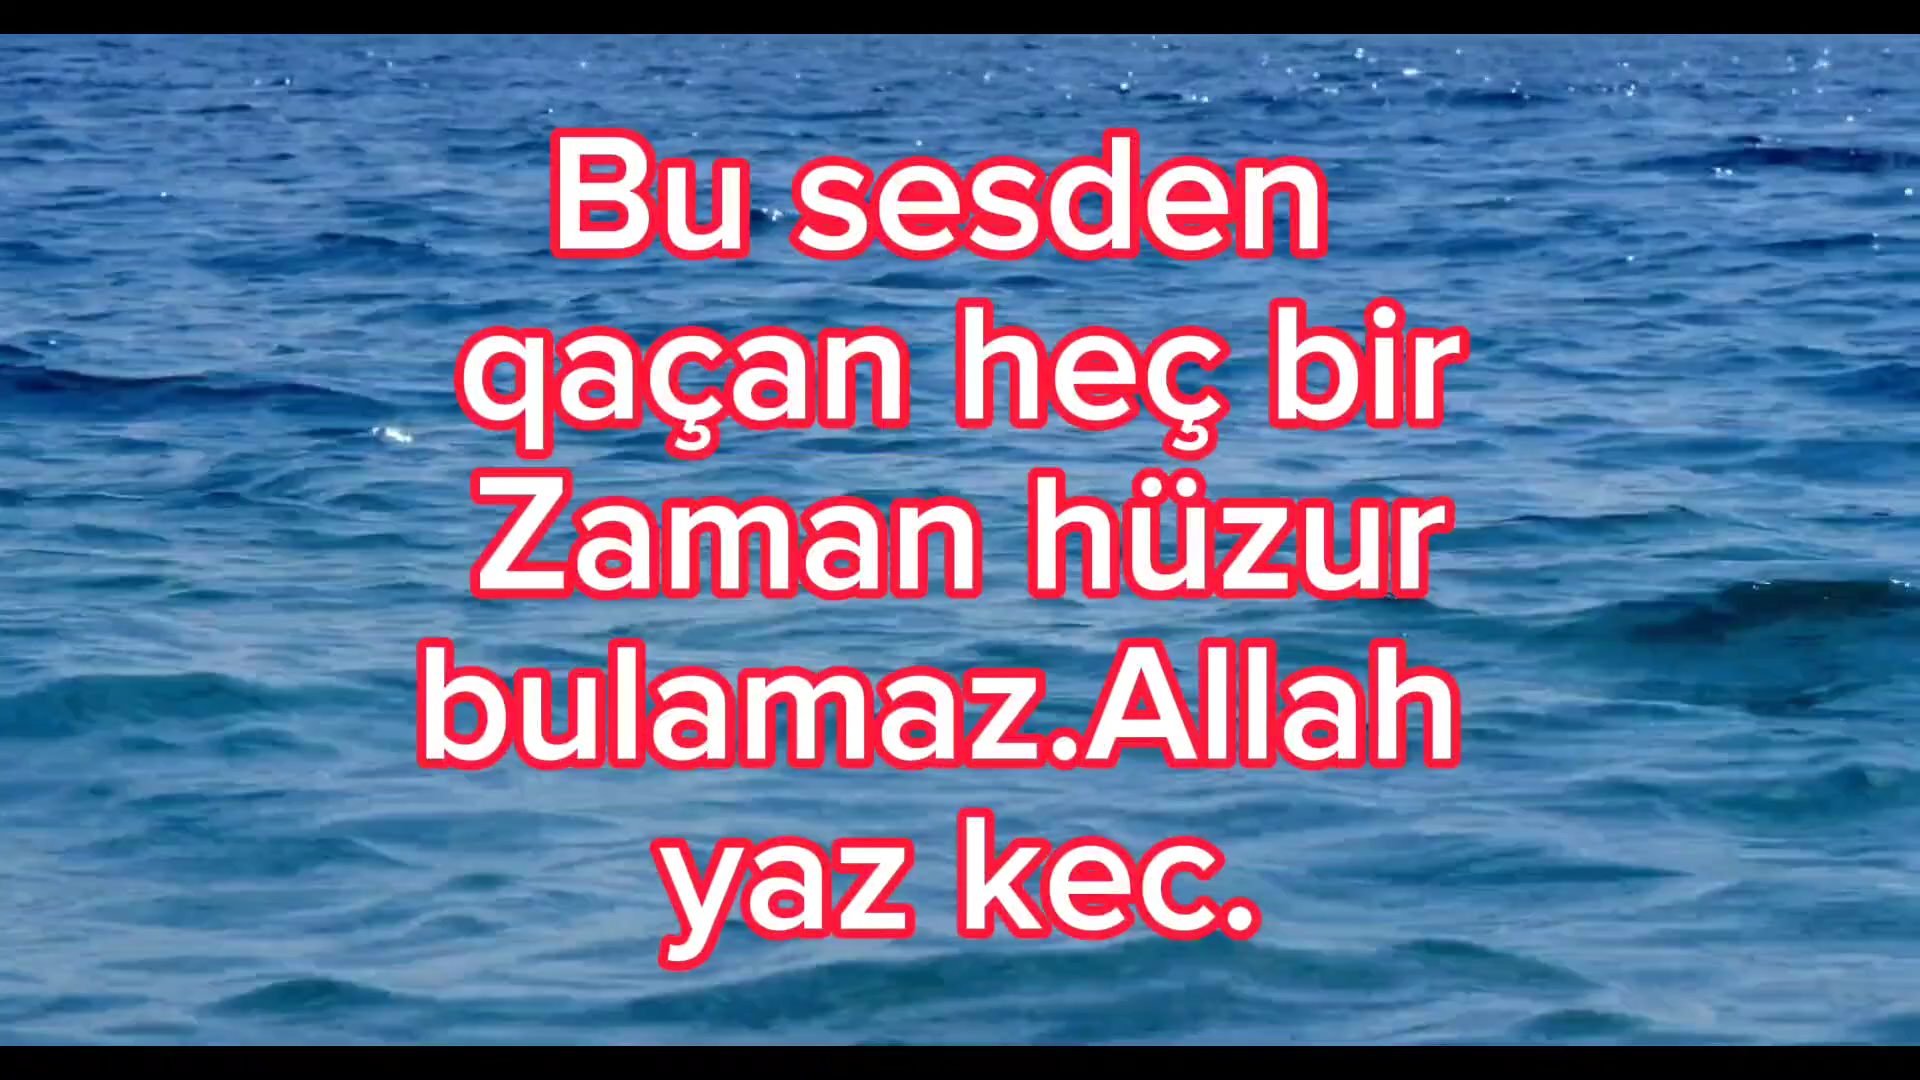 Bu sesden
qaçan heç bir
Zaman hüzur
bulamaz.Allah
yaz kec.